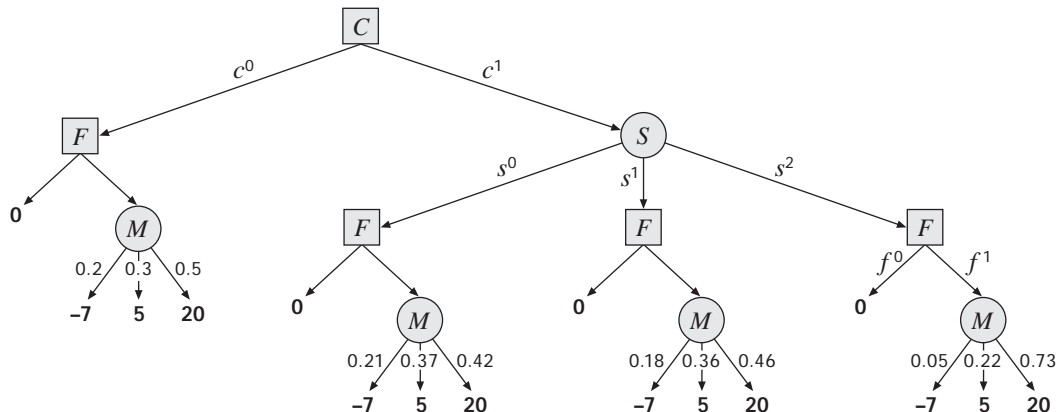 C
c⁰ c¹
F S
s⁰ s¹ s²
0 M F F F
0.2 0.3 0.5 f⁰ f¹
–7 5 20 0 0 0
M M M
0.21 0.37 0.42 0.18 0.36 0.46 0.05 0.22 0.73
–7 5 20 –7 5 20 –7 5 20